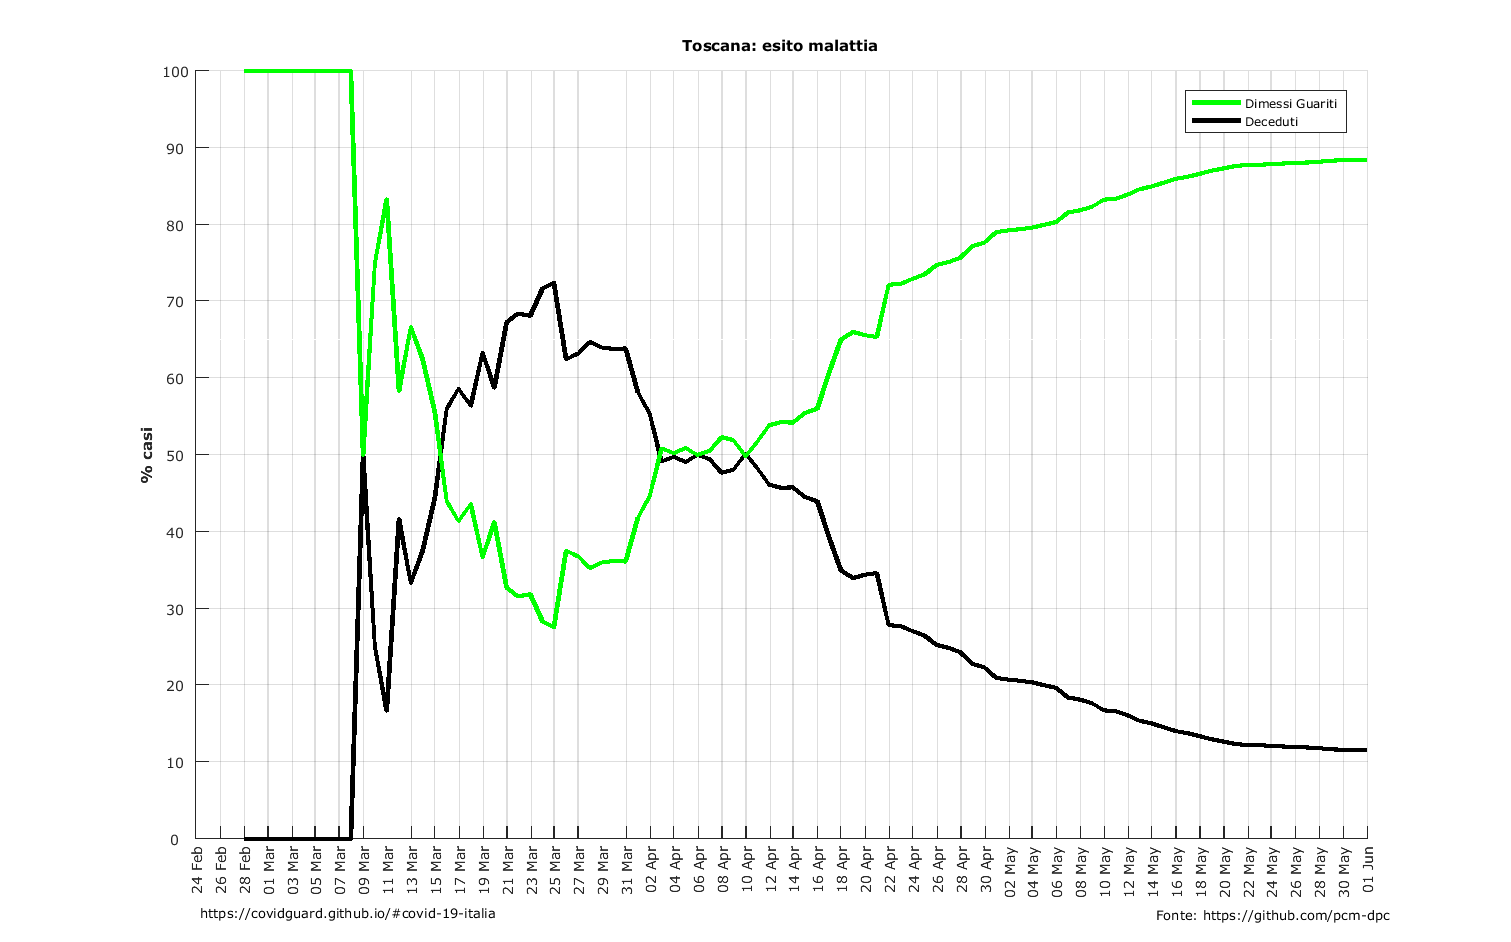 Toscana: esito malattia
Dimessi Guariti
Deceduti
% casi
100
90
80
70
60
50
40
30
20
10
0
24 Feb
26 Feb
28 Feb
01 Mar
03 Mar
05 Mar
07 Mar
09 Mar
11 Mar
13 Mar
15 Mar
17 Mar
19 Mar
21 Mar
23 Mar
25 Mar
27 Mar
29 Mar
31 Mar
02 Apr
04 Apr
06 Apr
08 Apr
10 Apr
12 Apr
14 Apr
16 Apr
18 Apr
20 Apr
22 Apr
24 Apr
26 Apr
28 Apr
30 Apr
02 May
04 May
06 May
08 May
10 May
12 May
14 May
16 May
18 May
20 May
22 May
24 May
26 May
28 May
30 May
01 Jun
https://covidguard.github.io/#covid-19-italia
Fonte: https://github.com/pcm-dpc